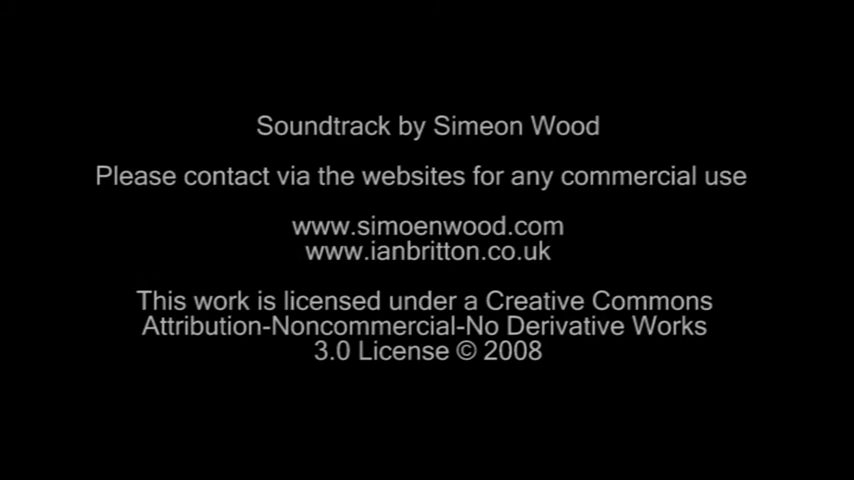 Soundtrack by Simeon Wood
Please contact via the websites for any commercial use
www.simoenwood.com
www.ianbritton.co.uk
This work is licensed under a Creative Commons
Attribution-Noncommercial-No Derivative Works
3.0 License © 2008